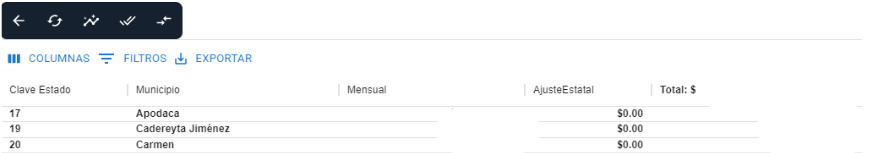 COLUMNAS FILTROS EXPORTAR
Clave Estado Municipio Mensual AjusteEstatal Total: $
17 Apodaca $0.00
19 Cadereyta Jiménez $0.00
20 Carmen $0.00